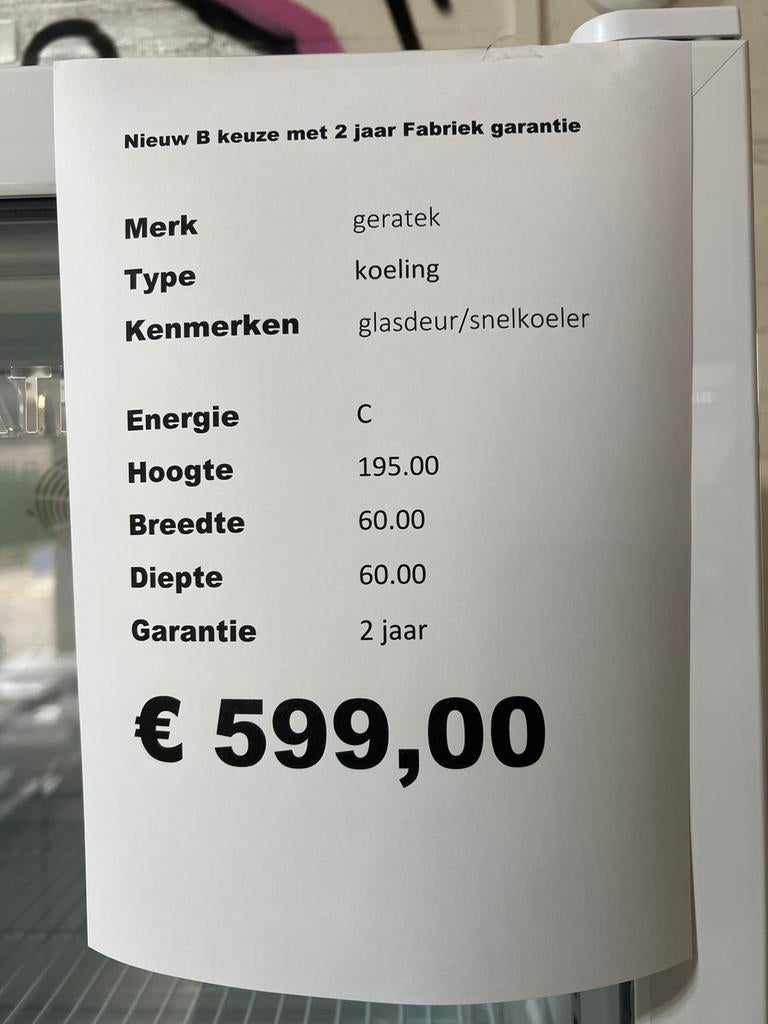 Nieuw B keuze met 2 jaar Fabriek garantie
Merk geratek
Type koeling
Kenmerken glasdeur/snelkoeler
Energie C
Hoogte 195.00
Breedte 60.00
Diepte 60.00
Garantie 2 jaar
€ 599,00